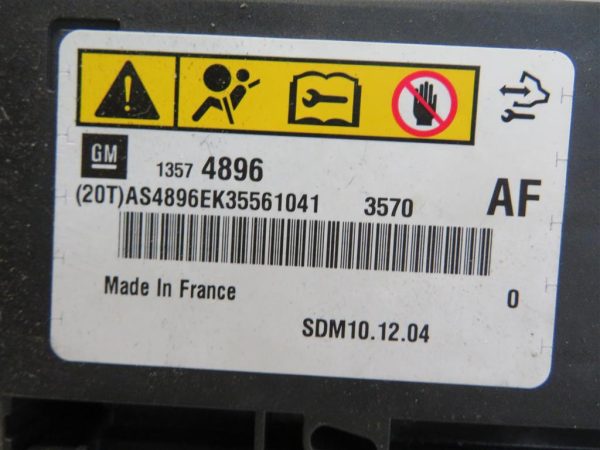 GM 1357 4896
(20T)AS4896EK35561041 3570 AF
Made In France 0
SDM10.12.04